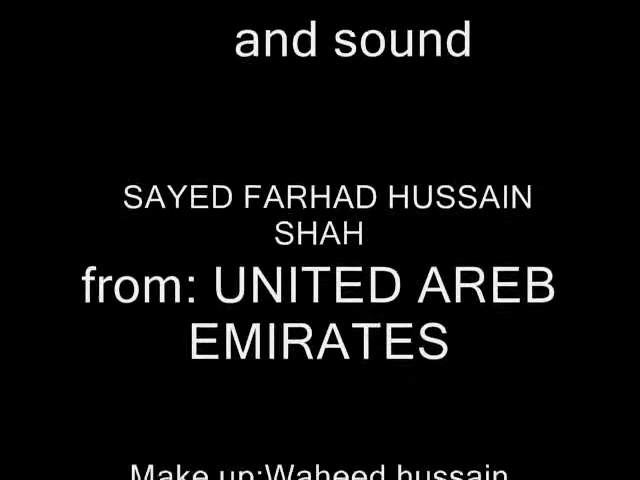 and sound
SAYED FARHAD HUSSAIN
SHAH
from: UNITED AREB
EMIRATES
Make up:Waheed hussain